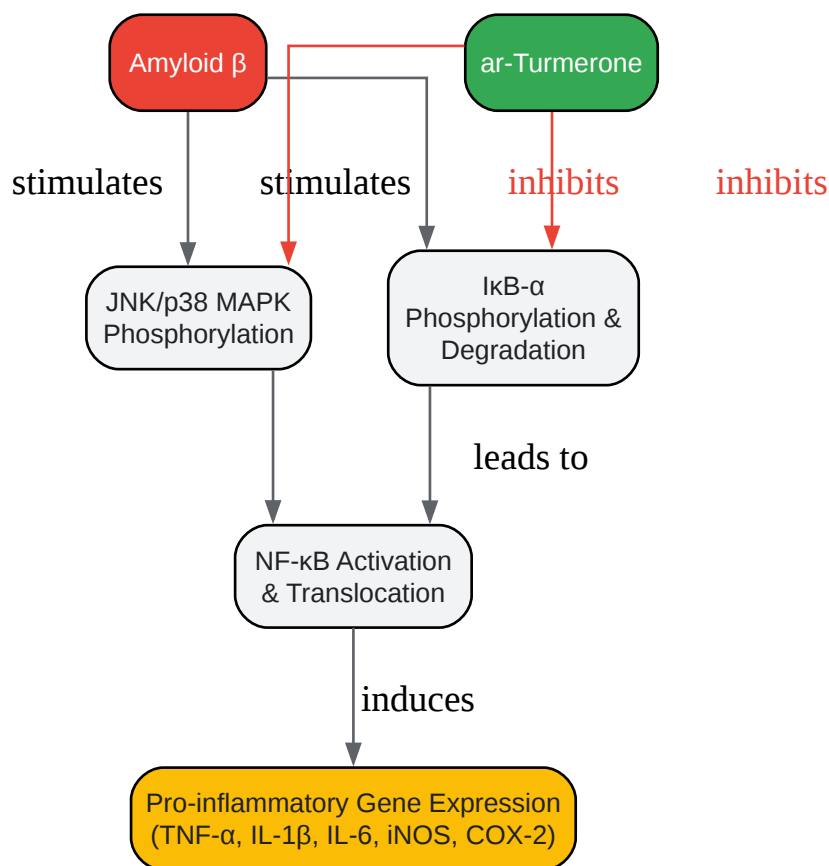 Amyloid β
ar-Turmerone
stimulates
stimulates
inhibits
inhibits
JNK/p38 MAPK
Phosphorylation
IκB-α
Phosphorylation &
Degradation
leads to
NF-κB Activation
& Translocation
induces
Pro-inflammatory Gene Expression
(TNF-α, IL-1β, IL-6, iNOS, COX-2)